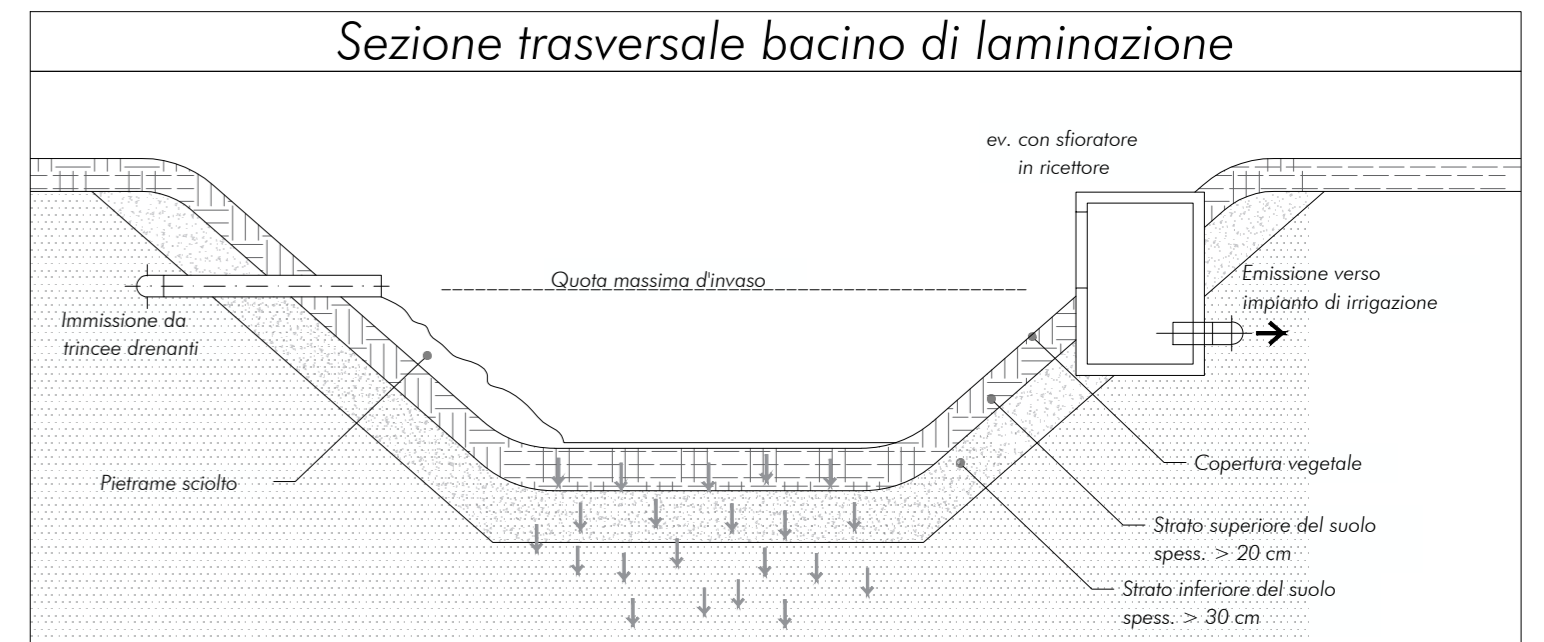 Sezione trasversale bacino di laminazione
ev. con sfioratore
in ricettore
Quota massima d'invaso
Emissione verso
impianto di irrigazione
Immissione da
trincee drenanti
Pietrame sciolto
Copertura vegetale
Strato superiore del suolo
spess. > 20 cm
Strato inferiore del suolo
spess. > 30 cm